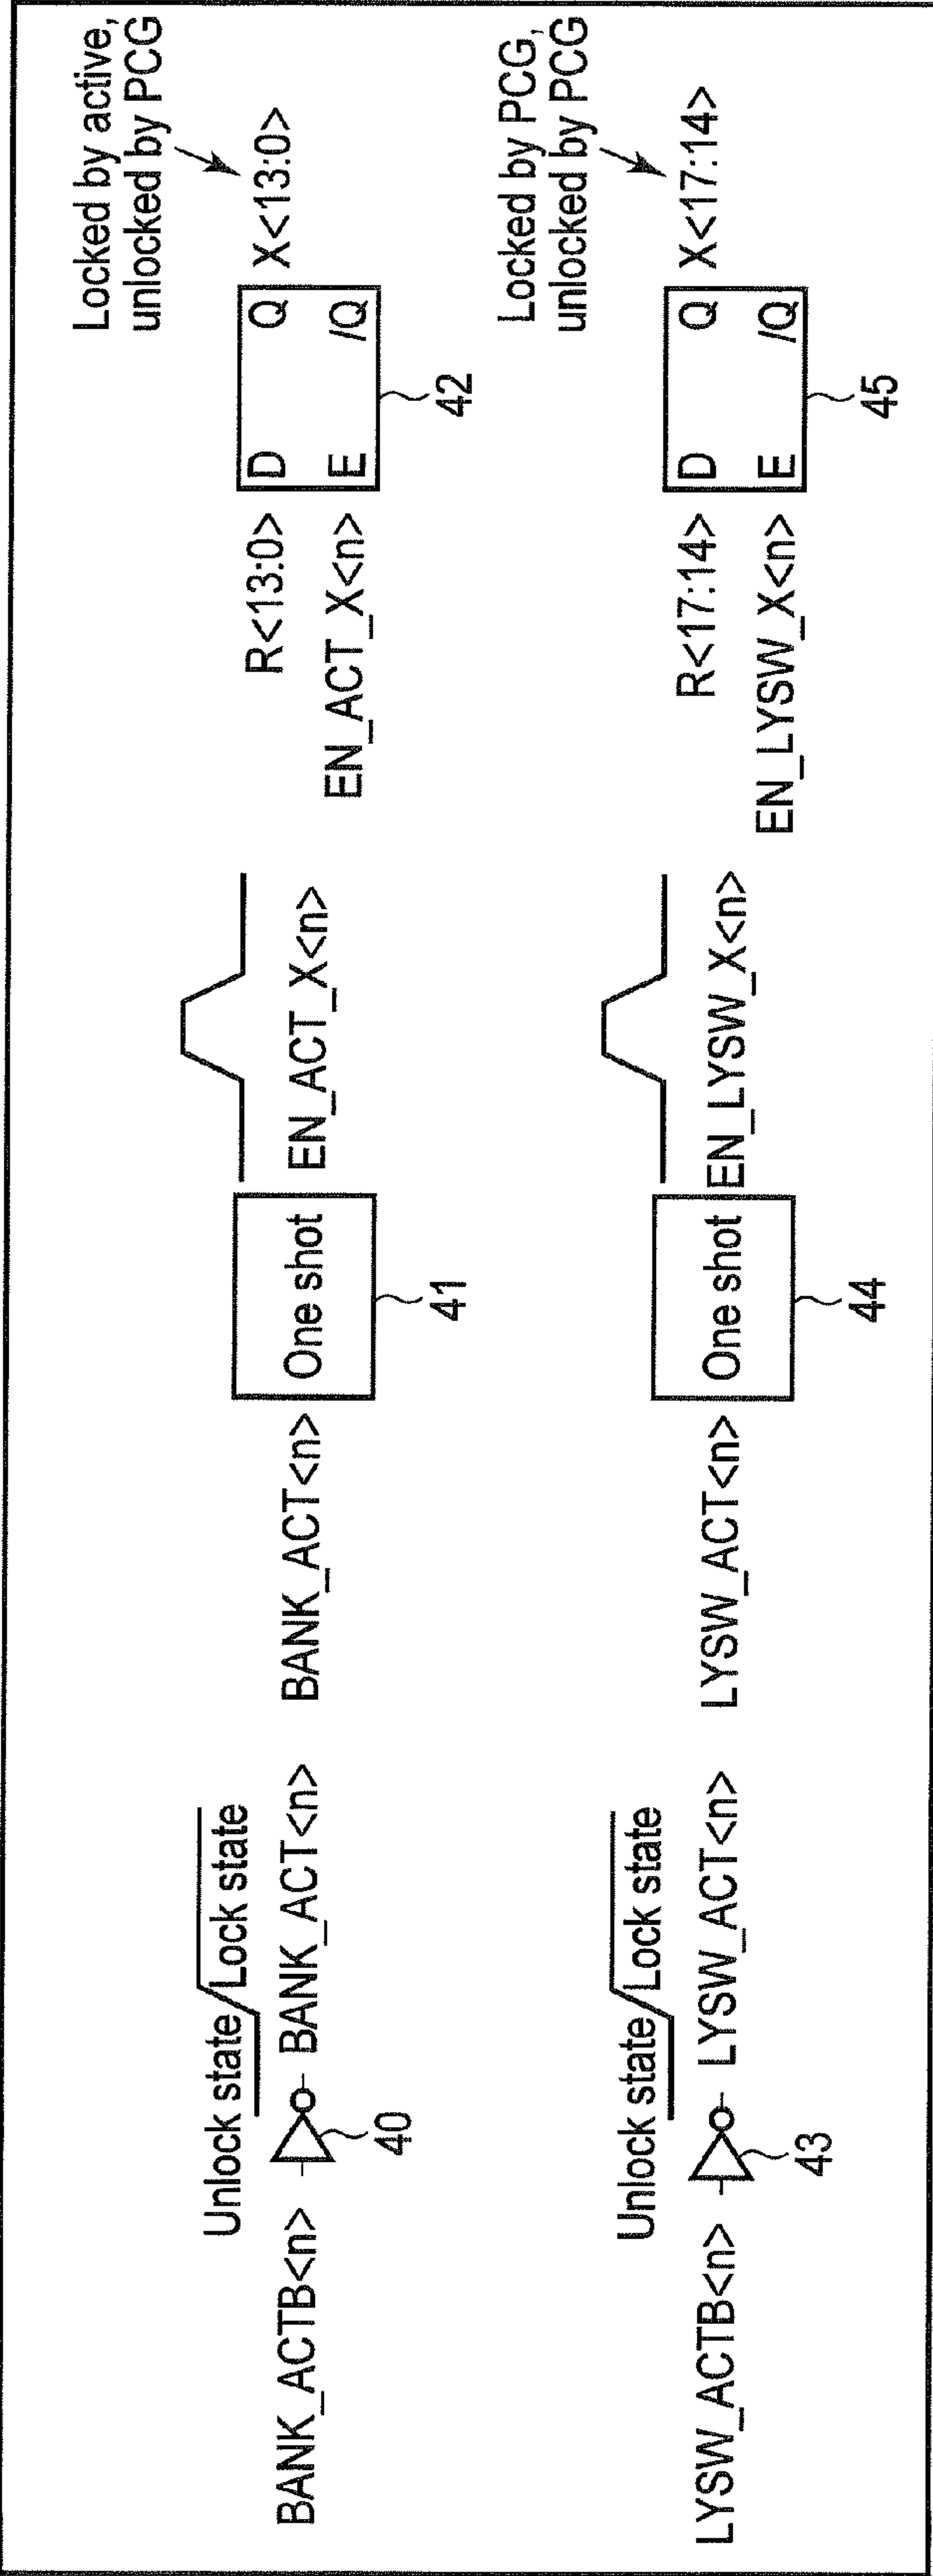 BANK_ACTB<n>
40
Unlock state
Lock state
BANK_ACT<n>
BANK_ACT<n>
One shot
41
EN_ACT_X<n>
R<13:0>
EN_ACT_X<n>
D
Q
E
/Q
42
X<13:0>
Locked by active,
unlocked by PCG
LYSW_ACTB<n>
43
Unlock state
Lock state
LYSW_ACT<n>
LYSW_ACT<n>
One shot
44
EN_LYSW_X<n>
R<17:14>
EN_LYSW_X<n>
D
Q
E
/Q
45
X<17:14>
Locked by PCG,
unlocked by PCG